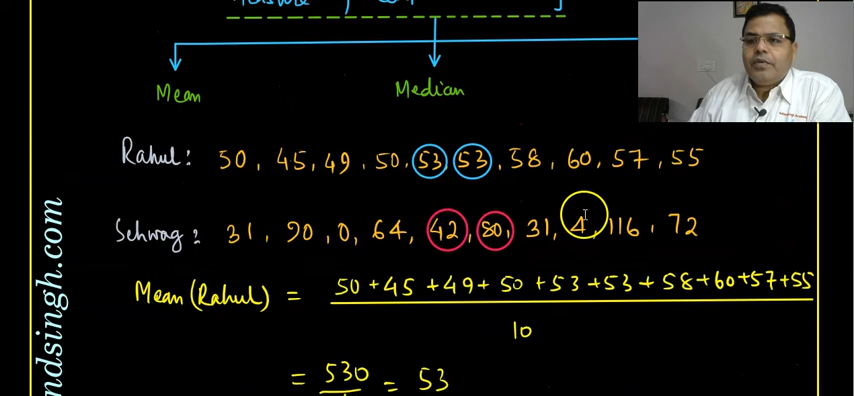 Mean
Median
Rahul: 50, 45, 49, 50, 53, 53, 58, 60, 57, 55
Sehwag: 31, 90, 0, 64, 42, 80, 31, 4, 116, 72
Mean (Rahul) = 50+45+49+50+53+53+58+60+57+55
10
= 530 = 53
ndsingh.com